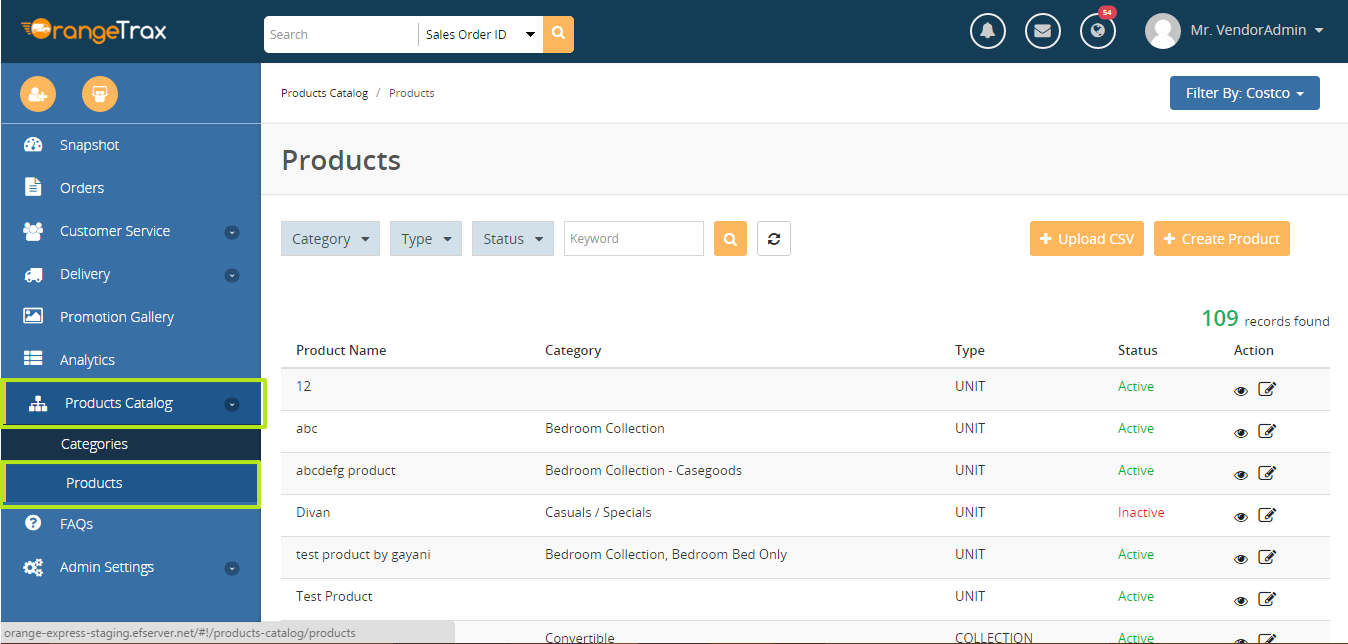 OrangeTrax
Search
Sales Order ID
54
Mr. VendorAdmin
Products Catalog / Products
Filter By: Costco
Snapshot
Orders
Customer Service
Delivery
Promotion Gallery
Analytics
Products Catalog
Categories
Products
FAQs
Admin Settings
Products
Category Type Status Keyword
+ Upload CSV + Create Product
109 records found
Product Name Category Type Status Action
12 UNIT Active
abc Bedroom Collection UNIT Active
abcdefg product Bedroom Collection - Casegoods UNIT Active
Divan Casuals / Specials UNIT Inactive
test product by gayani Bedroom Collection, Bedroom Bed Only UNIT Active
Test Product UNIT Active
Convertible COLLECTION Active
orange-express-staging.efserver.net/#!/products-catalog/products